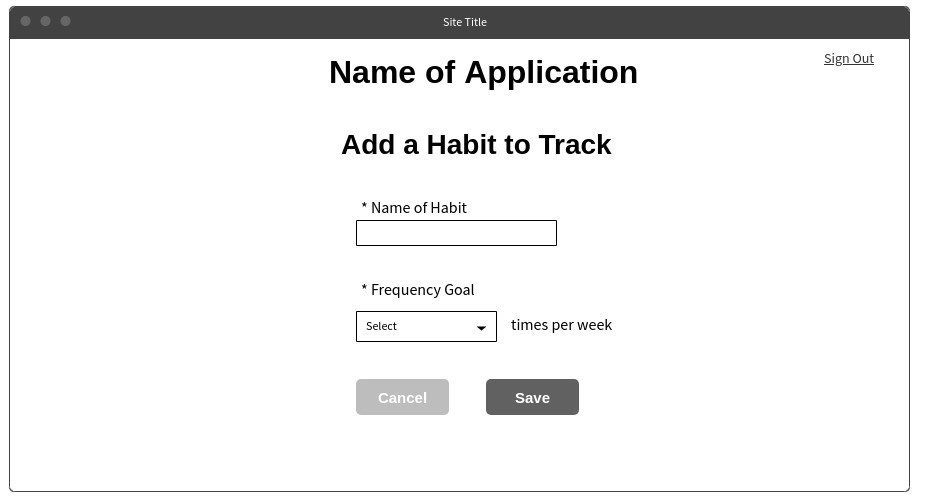 Site Title
Sign Out
Name of Application
Add a Habit to Track
* Name of Habit
* Frequency Goal
Select
times per week
Cancel
Save